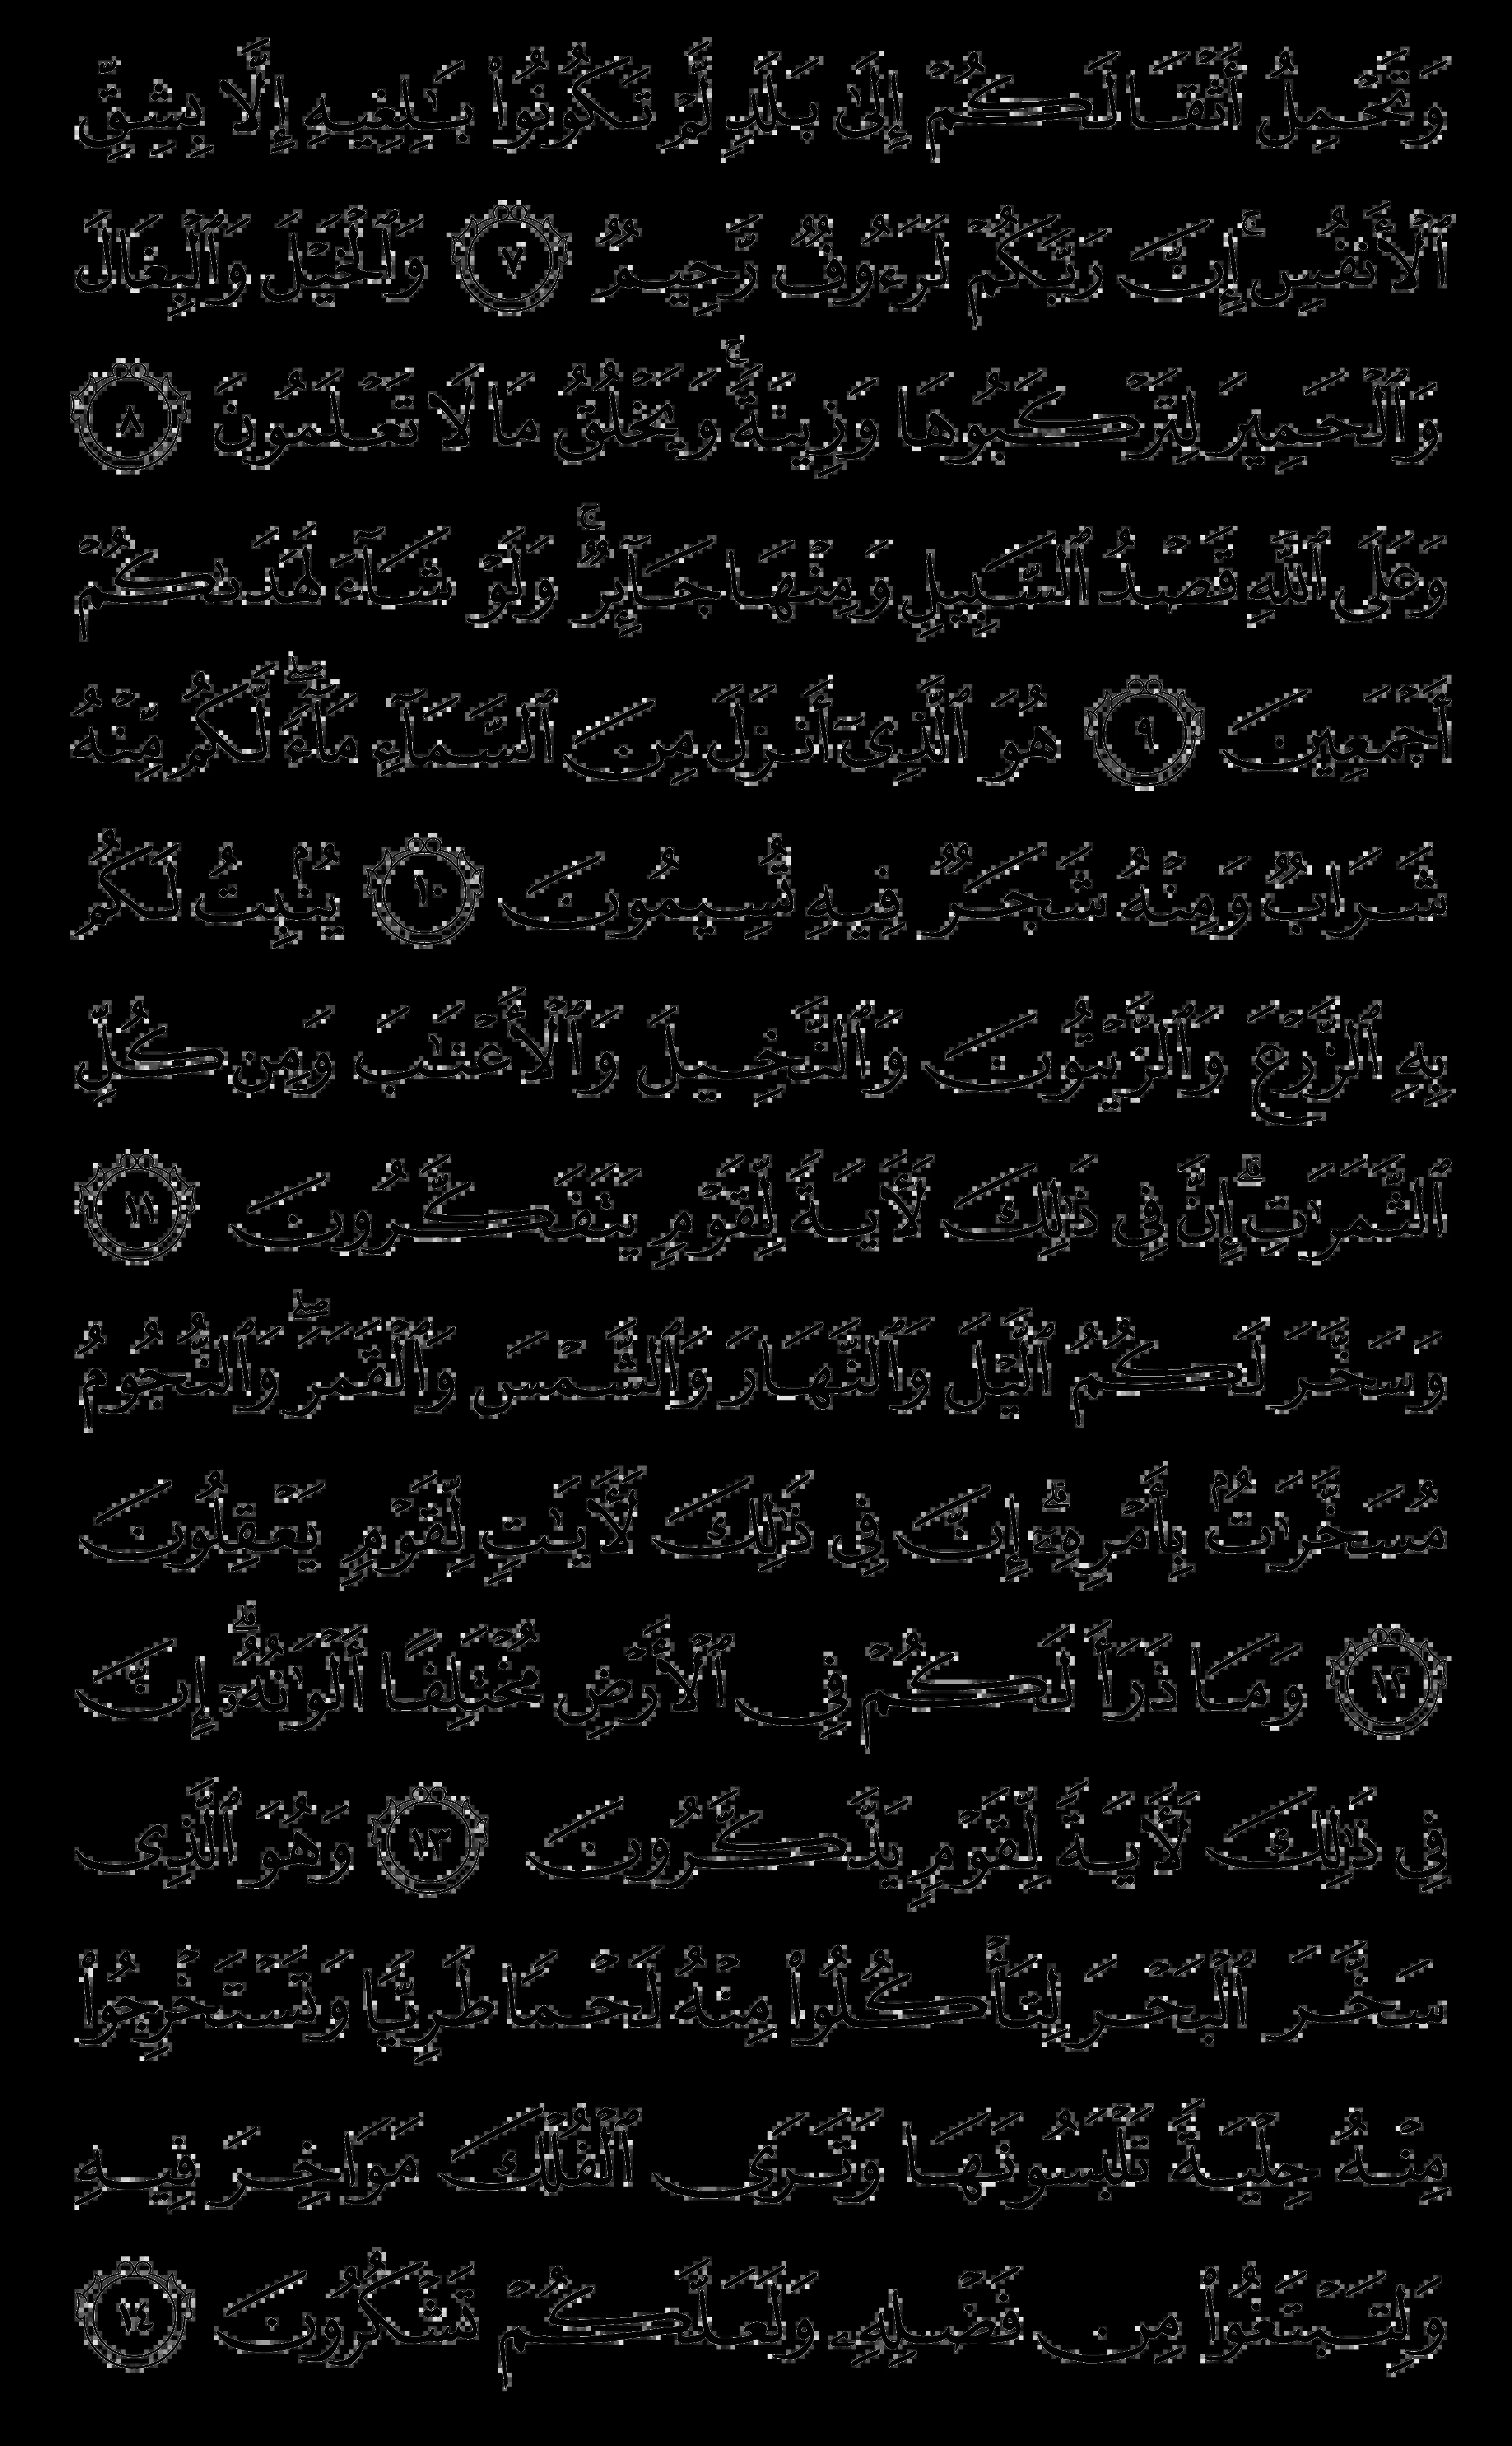 وَتَحْمِلُ أَثْقَالَكُمْ إِلَىٰ بَلَدٍ لَّمْ تَكُونُوا۟ بَـٰلِغِيهِ إِلَّا بِشِقِّ
ٱلْأَنفُسِ ۚ إِنَّ رَبَّكُمْ لَرَءُوفٌ رَّحِيمٌ ٧ وَٱلْخَيْلَ وَٱلْبِغَالَ
وَٱلْحَمِيرَ لِتَرْكَبُوهَا وَزِينَةً ۚ وَيَخْلُقُ مَا لَا تَعْلَمُونَ ٨
وَعَلَى ٱللَّهِ قَصْدُ ٱلسَّبِيلِ وَمِنْهَا جَآئِرٌ ۚ وَلَوْ شَآءَ لَهَدَىٰكُمْ
أَجْمَعِينَ ٩ هُوَ ٱلَّذِىٓ أَنزَلَ مِنَ ٱلسَّمَآءِ مَآءً ۖ لَّكُم مِّنْهُ
شَرَابٌ وَمِنْهُ شَجَرٌ فِيهِ تُسِيمُونَ ١٠ يُنۢبِتُ لَكُم
بِهِ ٱلزَّرْعَ وَٱلزَّيْتُونَ وَٱلنَّخِيلَ وَٱلْأَعْنَـٰبَ وَمِن كُلِّ
ٱلثَّمَرَٰتِ ۗ إِنَّ فِى ذَٰلِكَ لَـَٔايَةً لِّقَوْمٍ يَتَفَكَّرُونَ ١١
وَسَخَّرَ لَكُمُ ٱلَّيْلَ وَٱلنَّهَارَ وَٱلشَّمْسَ وَٱلْقَمَرَ ۖ وَٱلنُّجُومُ
مُسَخَّرَٰتٌۢ بِأَمْرِهِۦٓ ۗ إِنَّ فِى ذَٰلِكَ لَـَٔايَـٰتٍ لِّقَوْمٍ يَعْقِلُونَ
١٢ وَمَا ذَرَأَ لَكُمْ فِى ٱلْأَرْضِ مُخْتَلِفًا أَلْوَٰنُهُۥٓ ۗ إِنَّ
فِى ذَٰلِكَ لَـَٔايَةً لِّقَوْمٍ يَذَّكَّرُونَ ١٣ وَهُوَ ٱلَّذِى
سَخَّرَ ٱلْبَحْرَ لِتَأْكُلُوا۟ مِنْهُ لَحْمًا طَرِيًّا وَتَسْتَخْرِجُوا۟
مِنْهُ حِلْيَةً تَلْبَسُونَهَا وَتَرَى ٱلْفُلْكَ مَوَاخِرَ فِيهِ
وَلِتَبْتَغُوا۟ مِن فَضْلِهِۦ وَلَعَلَّكُمْ تَشْكُرُونَ ١٤